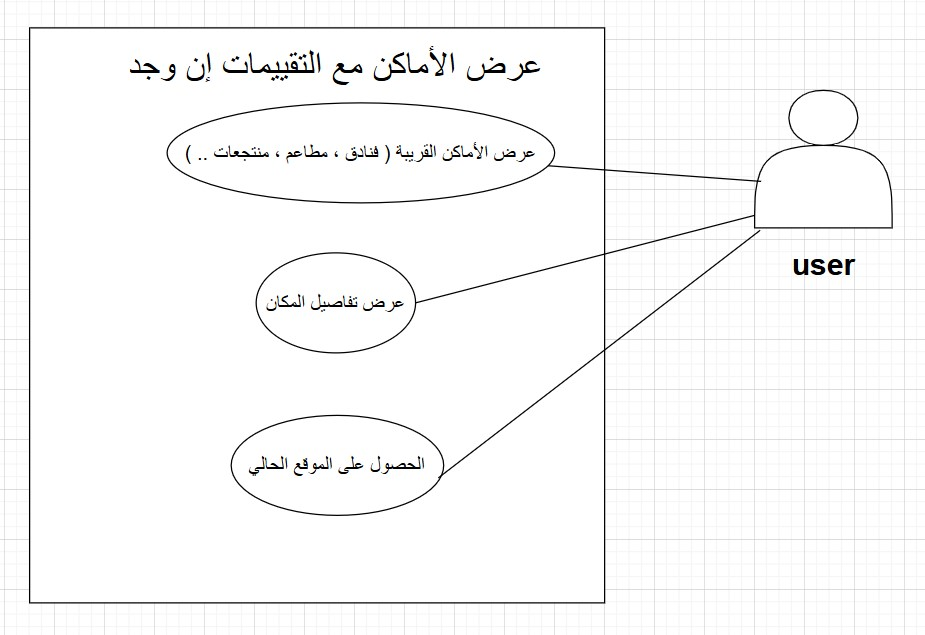 عرض الأماكن مع التقييمات إن وجد
عرض الأماكن القريبة ( فنادق ، مطاعم ، منتجعات .. )
عرض تفاصيل المكان
الحصول على الموقع الحالي
user